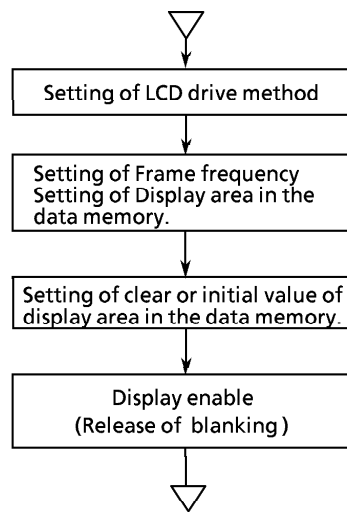 Setting of LCD drive method
Setting of Frame frequency
Setting of Display area in the
data memory.
Setting of clear or initial value of
display area in the data memory.
Display enable
(Release of blanking)